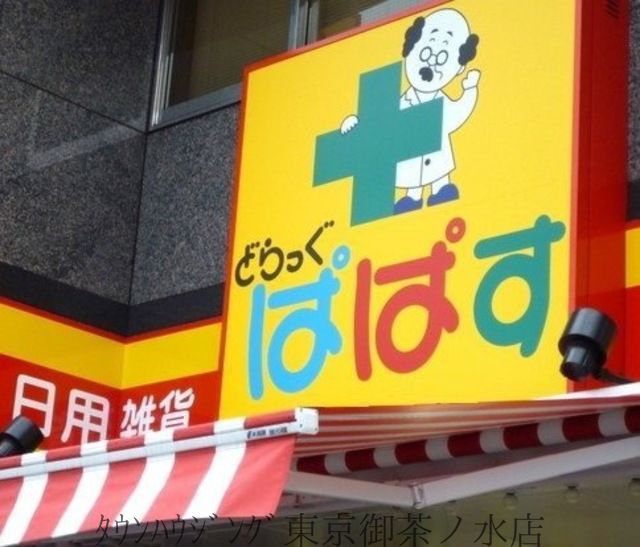 どらっぐ
ぱぱす
日用雑貨
ﾀｳﾝﾊｳｼﾞﾝｸﾞ 東京御茶ノ水店